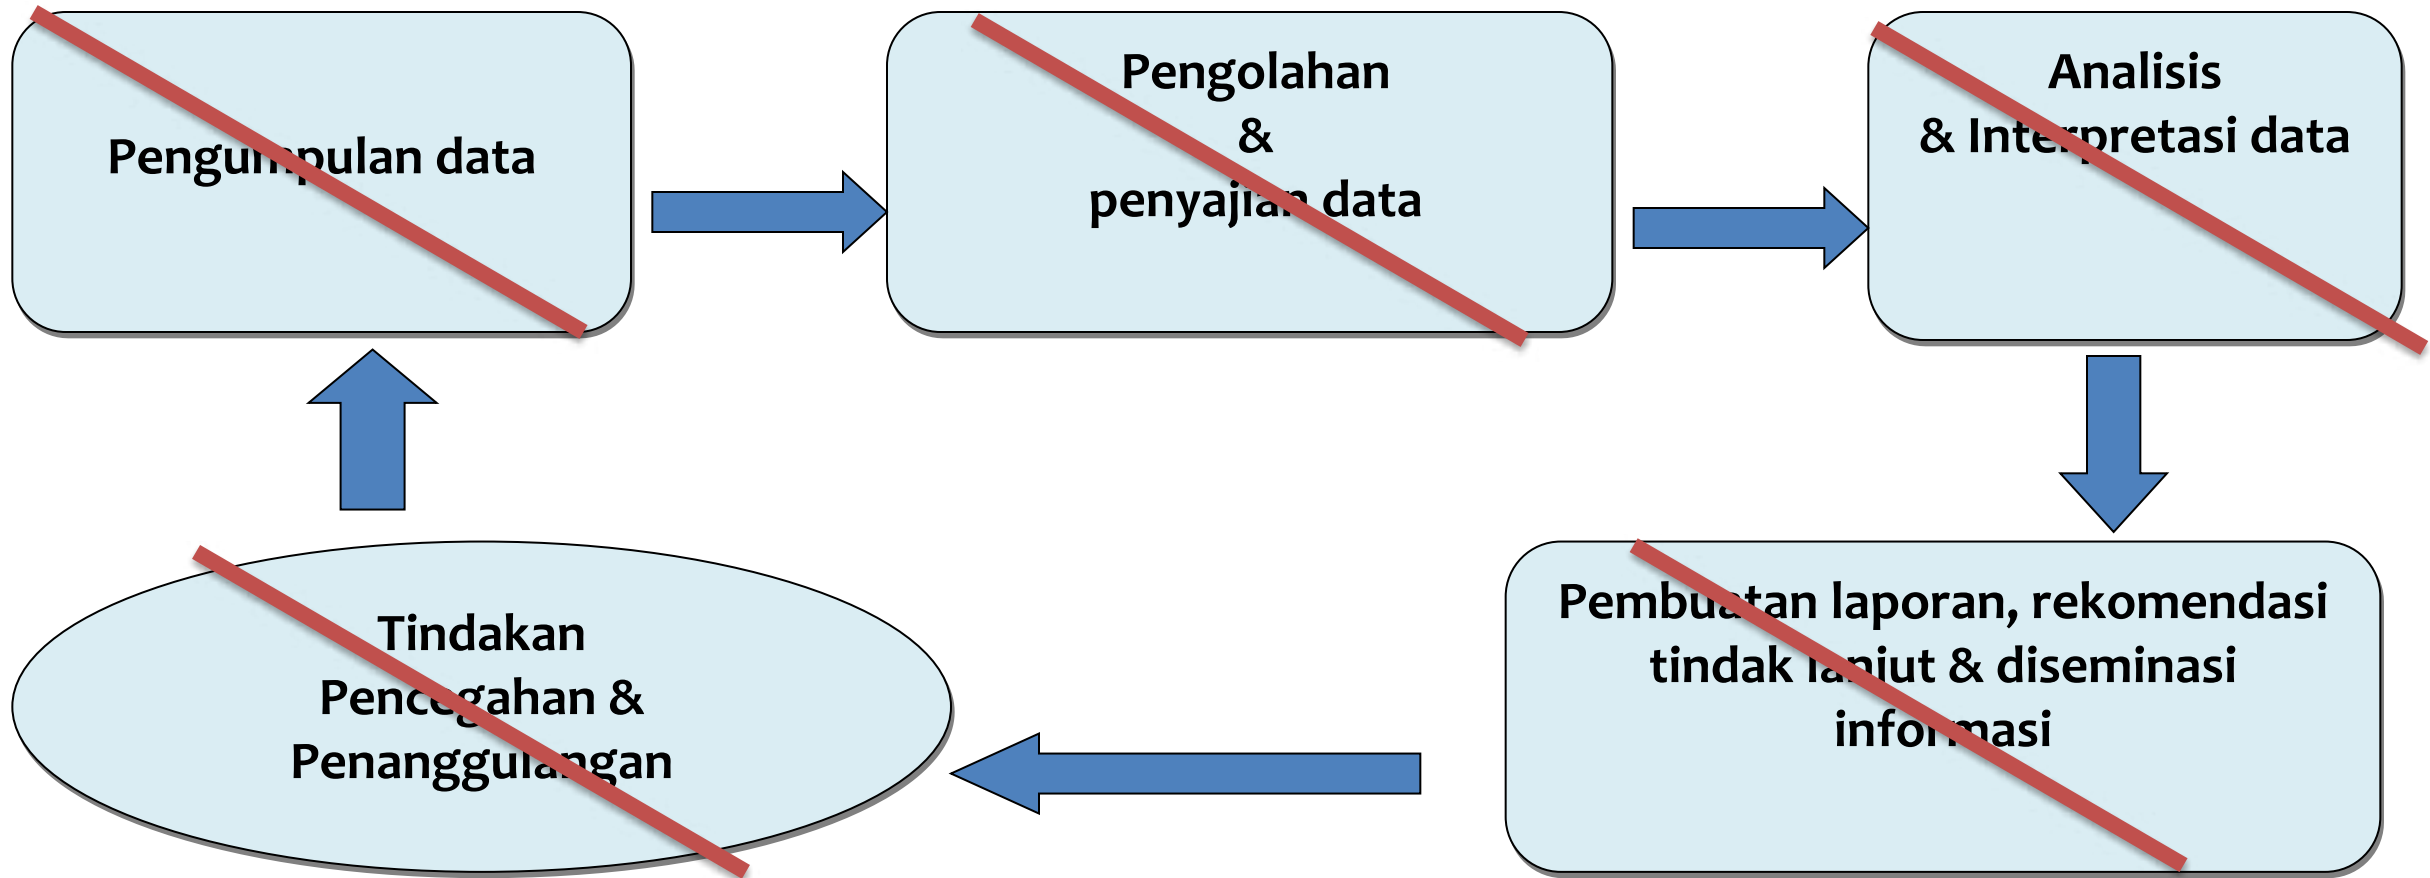 Pengumpulan data
Pengolahan
&
penyajian data
Analisis
& Interpretasi data
Pembuatan laporan, rekomendasi
tindak lanjut & diseminasi
informasi
Tindakan
Pencegahan &
Penanggulangan